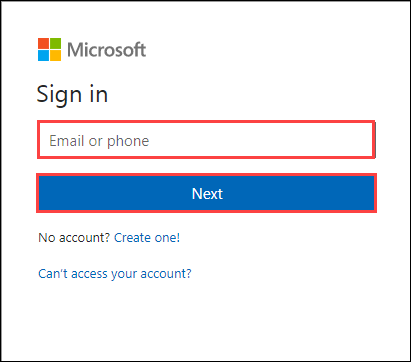 Microsoft
Sign in
Email or phone
Next
No account? Create one!
Can't access your account?